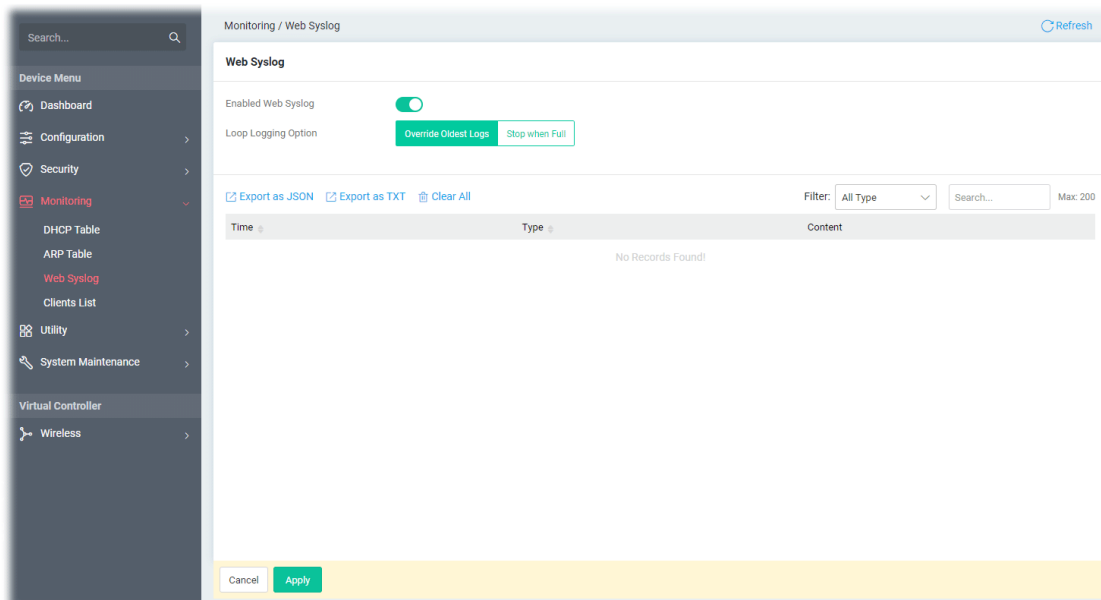 Search...
Device Menu
Dashboard
Configuration
Security
Monitoring
DHCP Table
ARP Table
Web Syslog
Clients List
Utility
System Maintenance
Virtual Controller
Wireless
Monitoring / Web Syslog
Refresh
Web Syslog
Enabled Web Syslog
Loop Logging Option
Override Oldest Logs
Stop when Full
Export as JSON
Export as TXT
Clear All
Filter:
All Type
Search...
Max: 200
Time
Type
Content
No Records Found!
Cancel
Apply